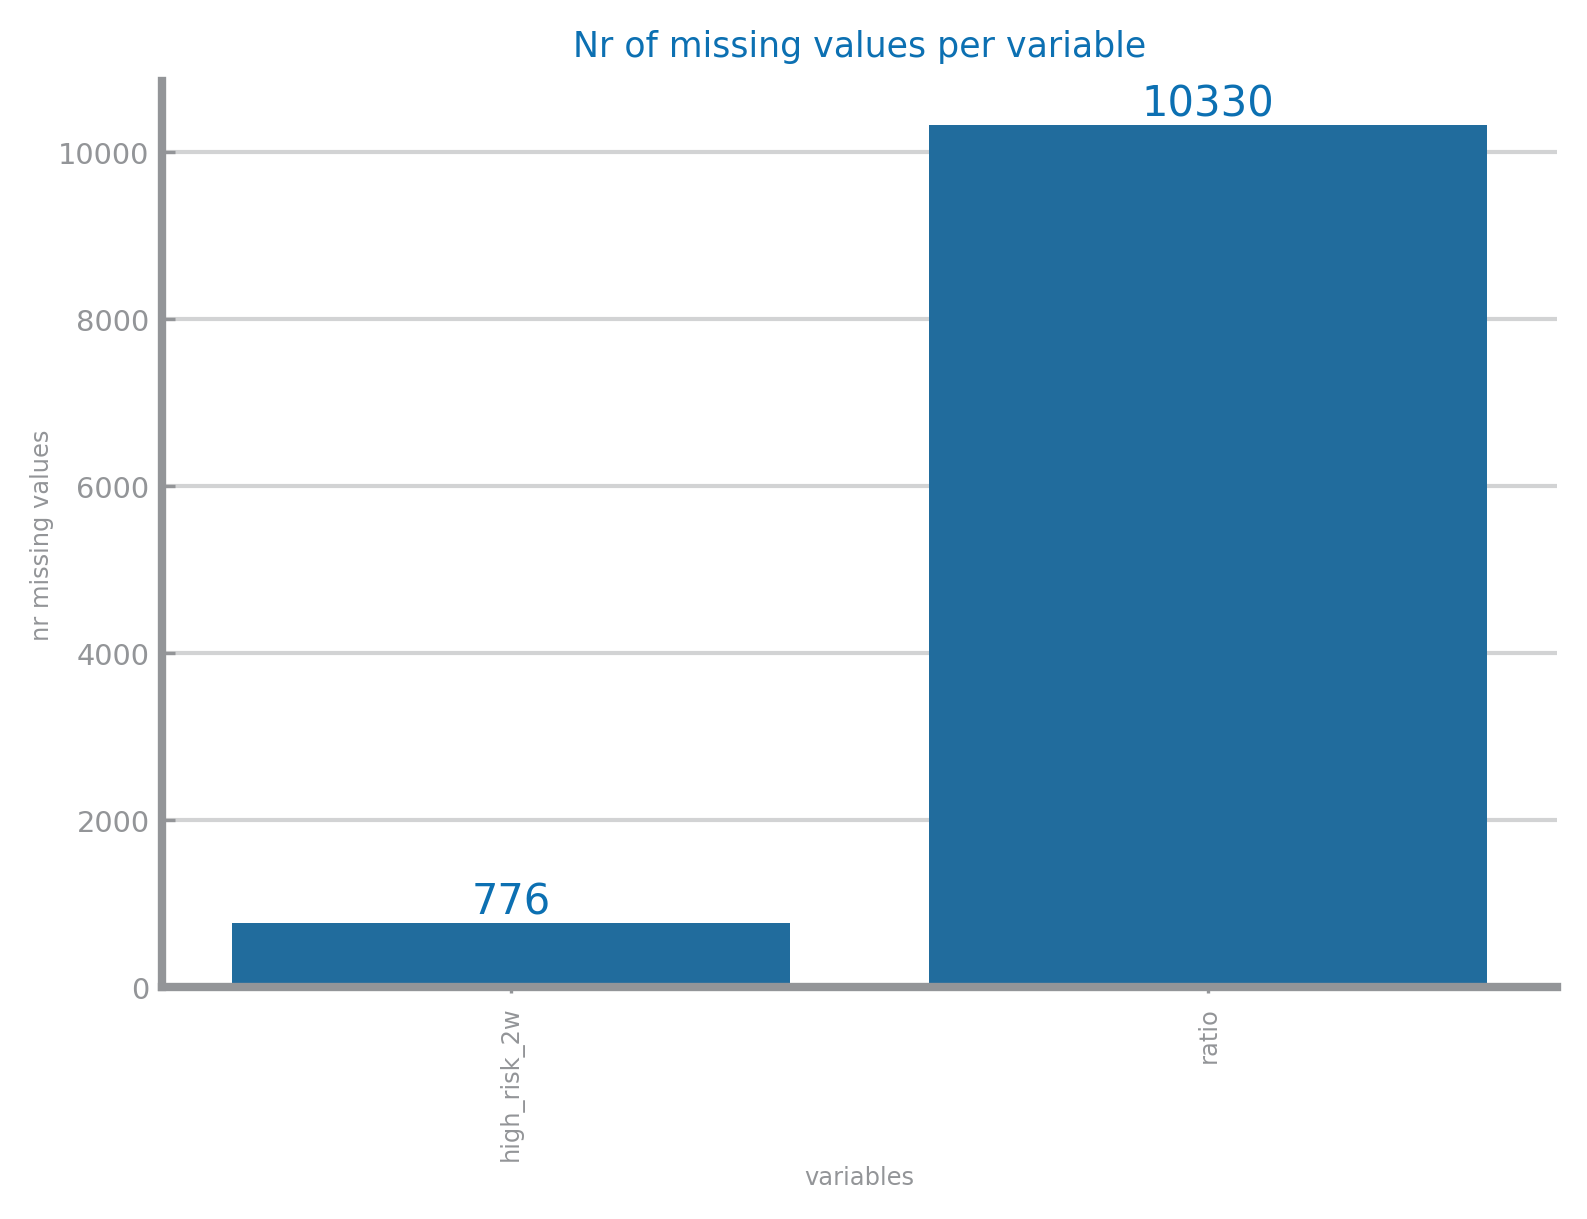 Nr of missing values per variable
10330
10000
8000
6000
4000
2000
0
nr missing values
776
high_risk_2w
ratio
variables